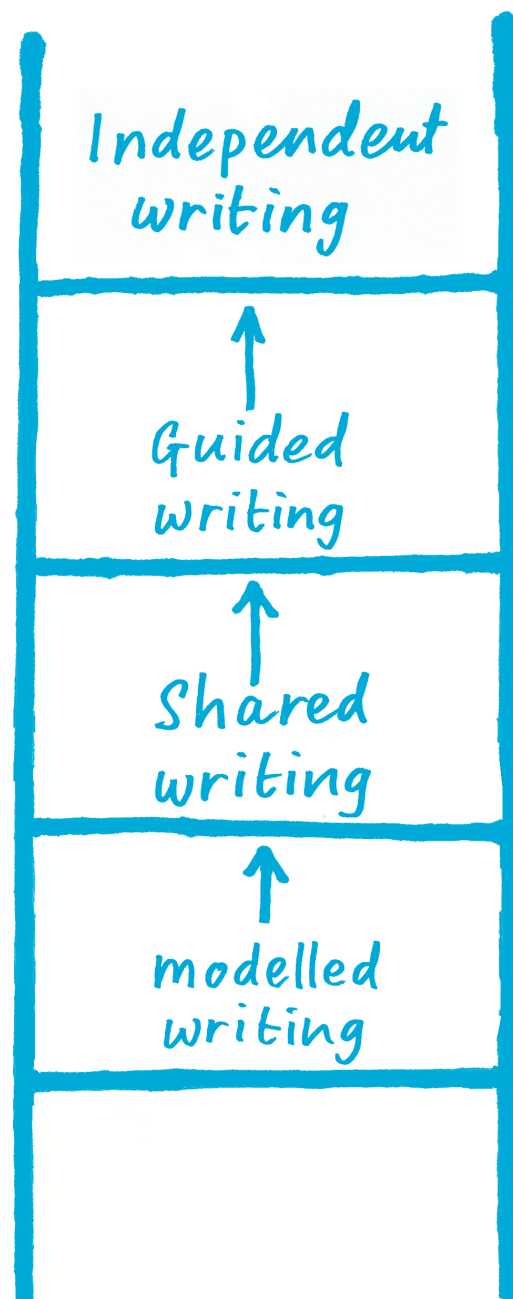 Independent
writing
Guided
writing
Shared
writing
modelled
writing